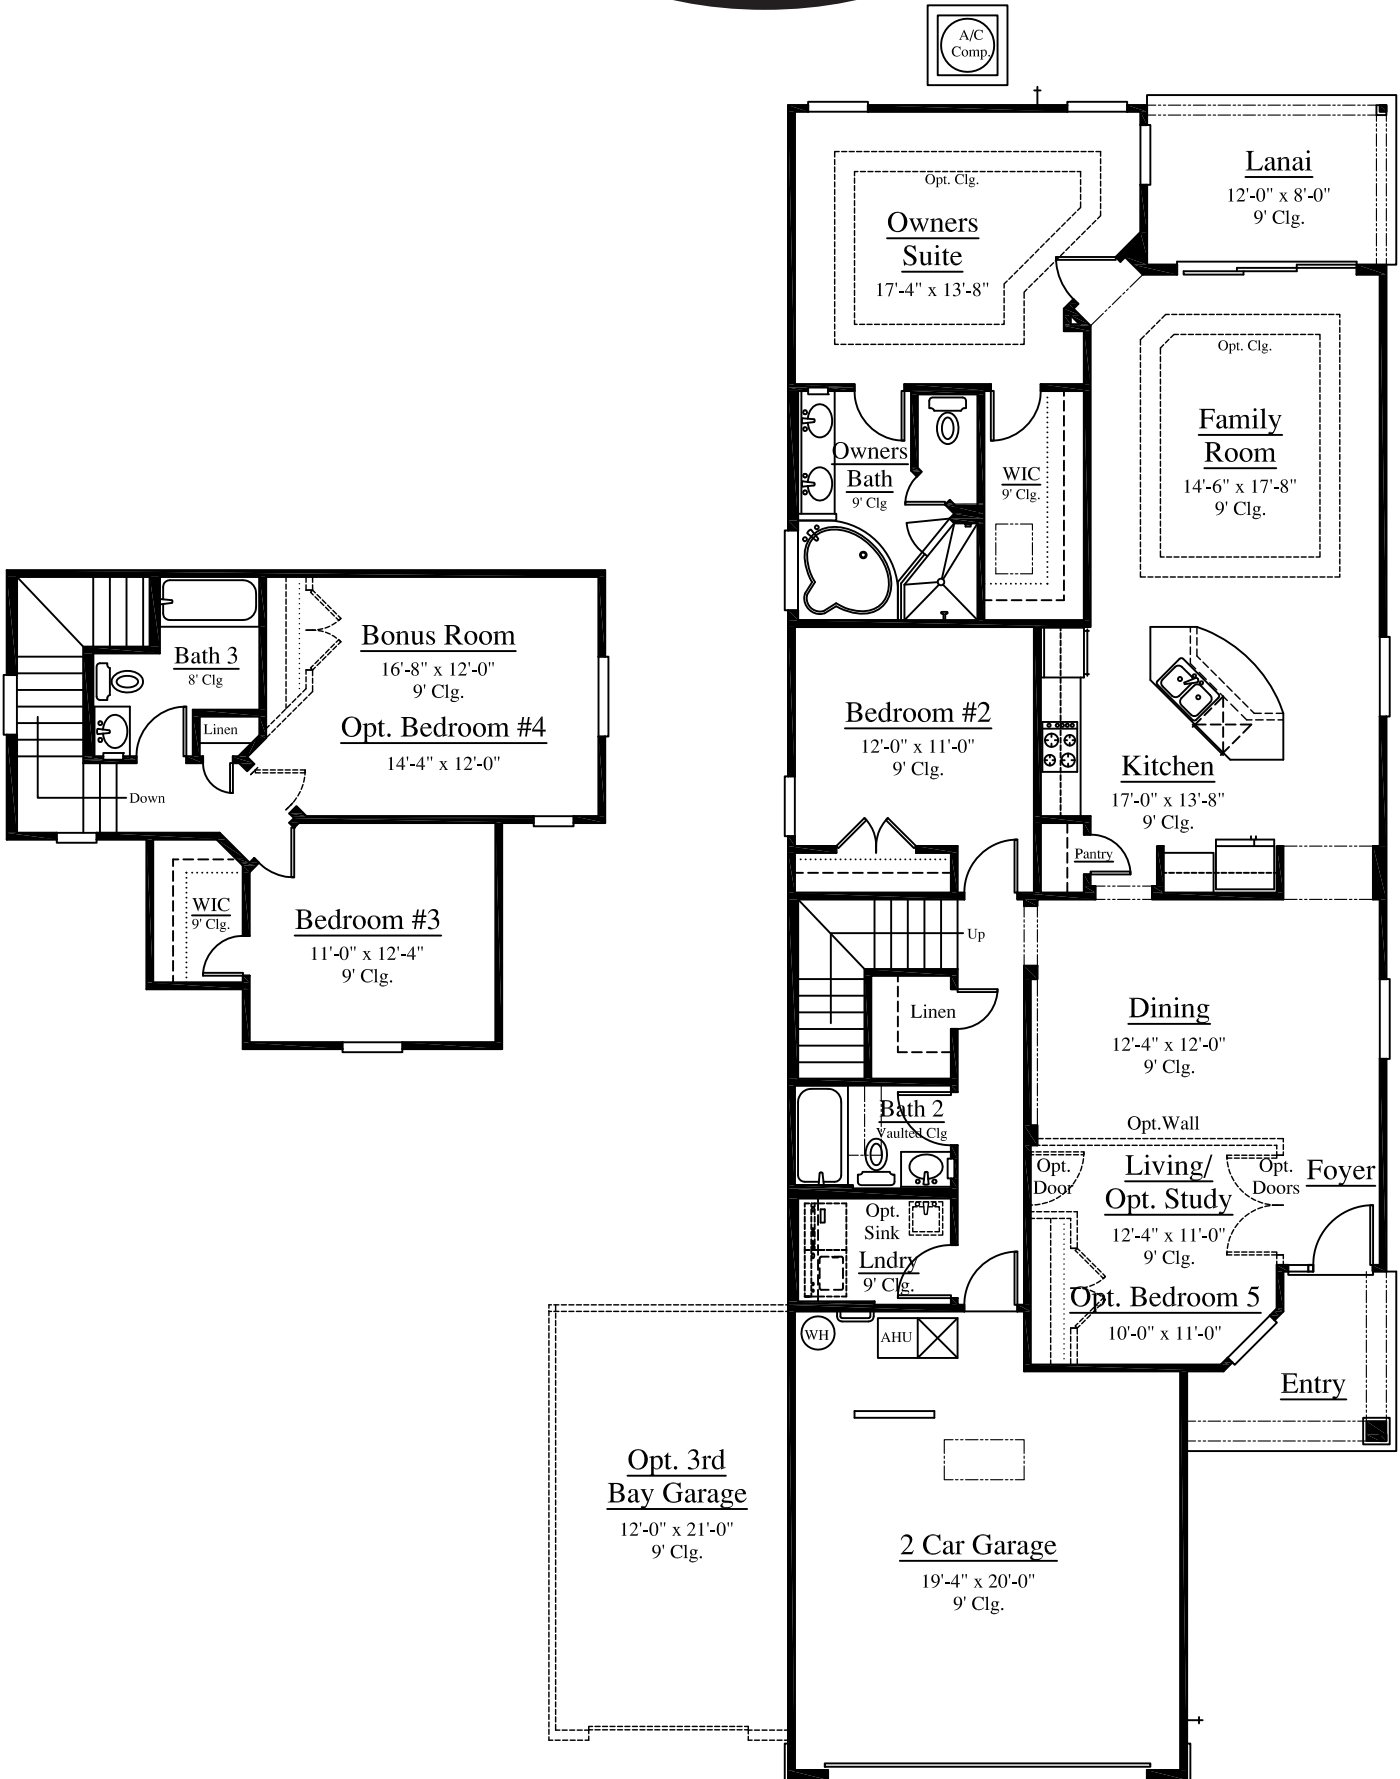 A/C
Comp.
Lanai
12'-0" x 8'-0"
9' Clg.
Opt. Clg.
Owners
Suite
17'-4" x 13'-8"
Opt. Clg.
Family
Room
14'-6" x 17'-8"
9' Clg.
Owners
Bath
9' Clg
WIC
9' Clg.
Bonus Room
16'-8" x 12'-0"
9' Clg.
Opt. Bedroom #4
14'-4" x 12'-0"
Bath 3
8' Clg
Linen
Down
WIC
9' Clg.
Bedroom #3
11'-0" x 12'-4"
9' Clg.
Bedroom #2
12'-0" x 11'-0"
9' Clg.
Kitchen
17'-0" x 13'-8"
9' Clg.
Pantry
Up
Linen
Dining
12'-4" x 12'-0"
9' Clg.
Bath 2
Vaulted Clg
Opt.Wall
Opt.
Door
Living/
Opt. Study
12'-4" x 11'-0"
9' Clg.
Opt.
Doors
Foyer
Opt.
Sink
Lndry
9' Clg.
Opt. Bedroom 5
10'-0" x 11'-0"
WH
AHU
Entry
Opt. 3rd
Bay Garage
12'-0" x 21'-0"
9' Clg.
2 Car Garage
19'-4" x 20'-0"
9' Clg.